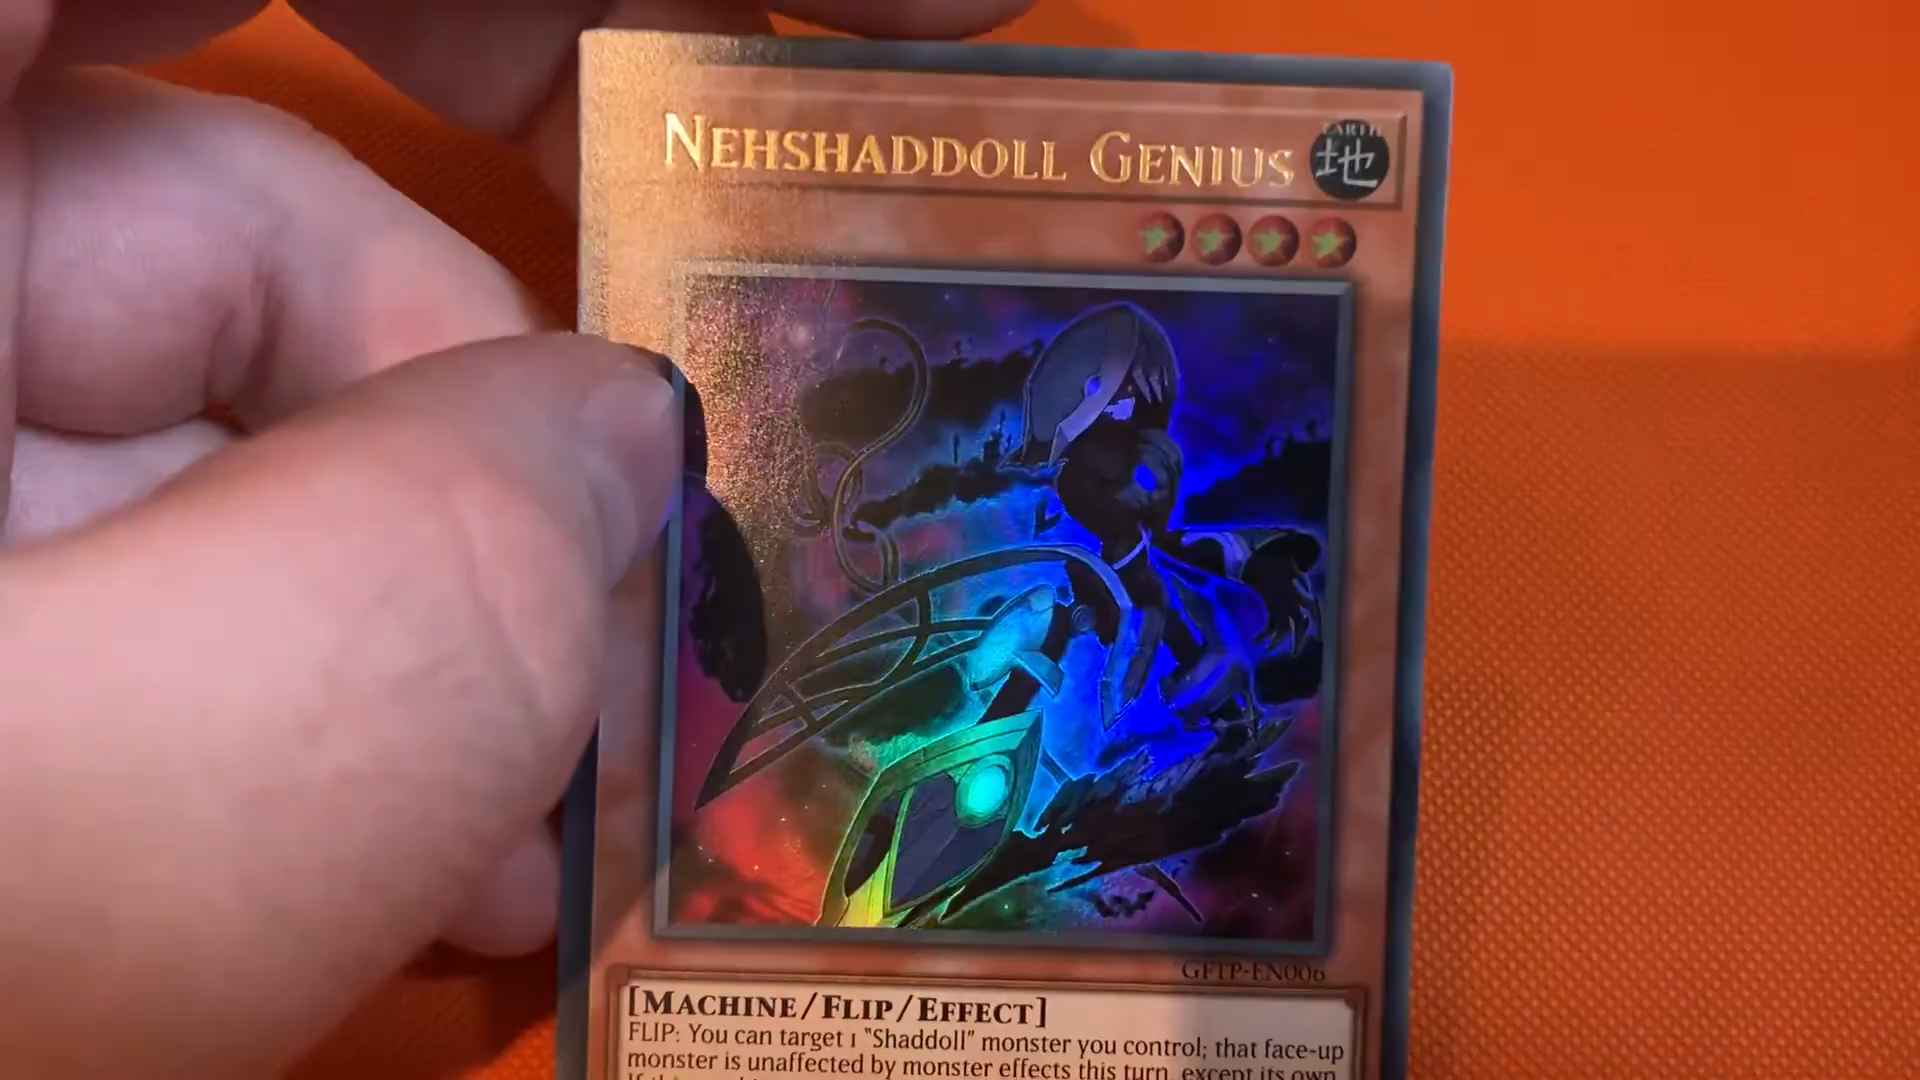 NEHSHADDOLL GENIUS
EARTH
地
GFTP-EN006
[MACHINE/FLIP/EFFECT]
FLIP: You can target 1 "Shaddoll" monster you control; that face-up
monster is unaffected by monster effects this turn, except its own.